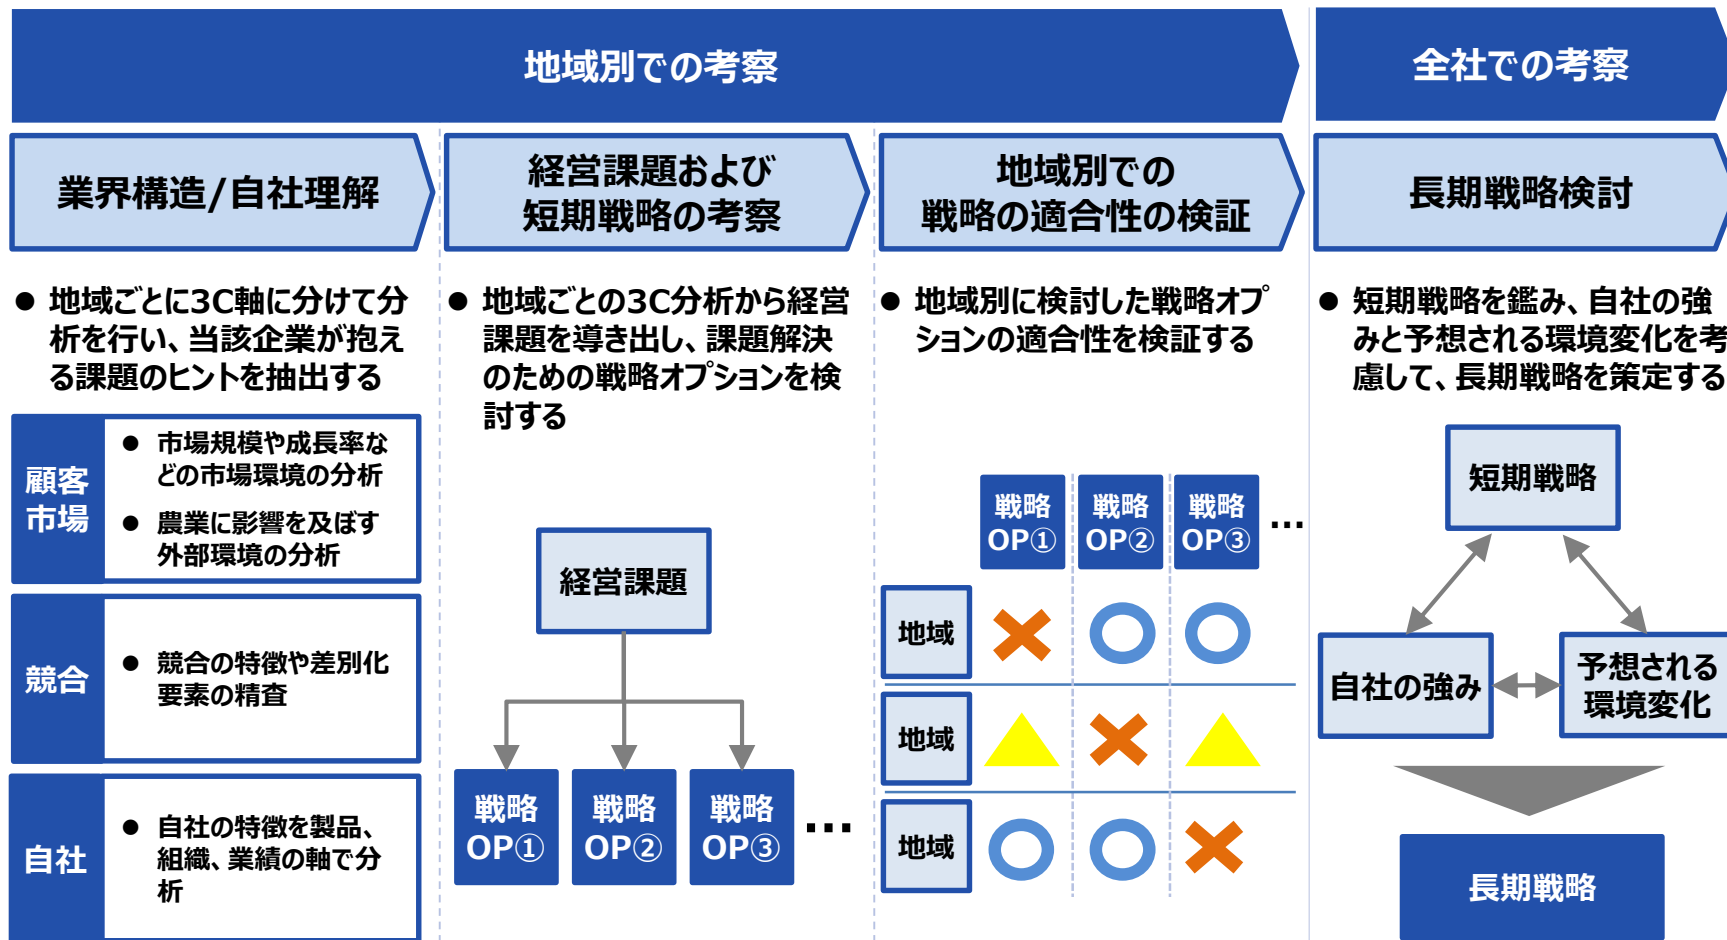 地域別での考察
全社での考察
業界構造/自社理解
経営課題および
短期戦略の考察
地域別での
戦略の適合性の検証
長期戦略検討
● 地域ごとに3C軸に分けて分
析を行い、当該企業が抱え
る課題のヒントを抽出する
顧客
市場
● 市場規模や成長率な
どの市場環境の分析
● 農業に影響を及ぼす
外部環境の分析
競合
● 競合の特徴や差別化
要素の精査
自社
● 自社の特徴を製品、
組織、業績の軸で分
析
● 地域ごとの3C分析から経営
課題を導き出し、課題解決
のための戦略オプションを検
討する
経営課題
戦略
OP①
戦略
OP②
戦略
OP③
…
● 地域別に検討した戦略オプ
ションの適合性を検証する
戦略
OP①
戦略
OP②
戦略
OP③
…
地域
地域
地域
● 短期戦略を鑑み、自社の強
みと予想される環境変化を考
慮して、長期戦略を策定する
短期戦略
自社の強み
予想される
環境変化
長期戦略